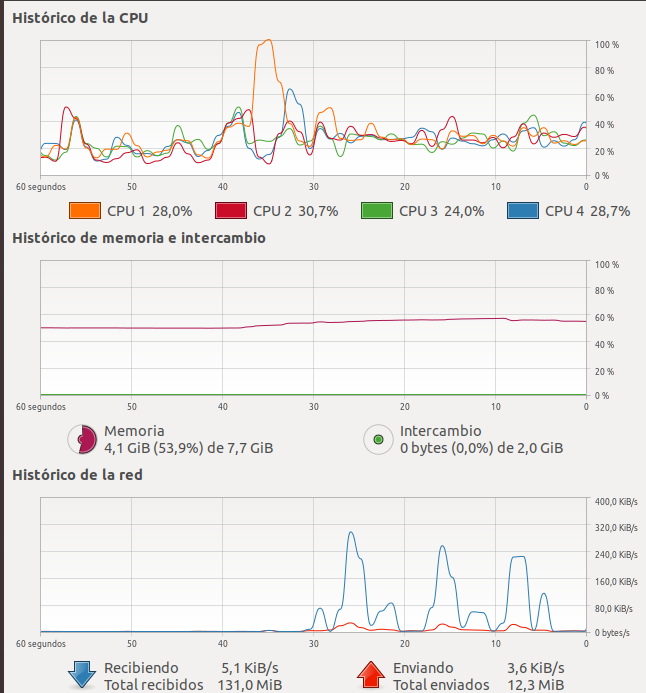 Histórico de la CPU
100 %
80 %
60 %
40 %
20 %
0 %
60 segundos 50 40 30 20 10 0
CPU 1 28,0% CPU 2 30,7% CPU 3 24,0% CPU 4 28,7%
Histórico de memoria e intercambio
100 %
80 %
60 %
40 %
20 %
0 %
60 segundos 50 40 30 20 10 0
Memoria Intercambio
4,1 GiB (53,9%) de 7,7 GiB 0 bytes (0,0%) de 2,0 GiB
Histórico de la red
400,0 KiB/s
320,0 KiB/s
240,0 KiB/s
160,0 KiB/s
80,0 KiB/s
0 bytes/s
60 segundos 50 40 30 20 10 0
Recibiendo 5,1 KiB/s Enviando 3,6 KiB/s
Total recibidos 131,0 MiB Total enviados 12,3 MiB